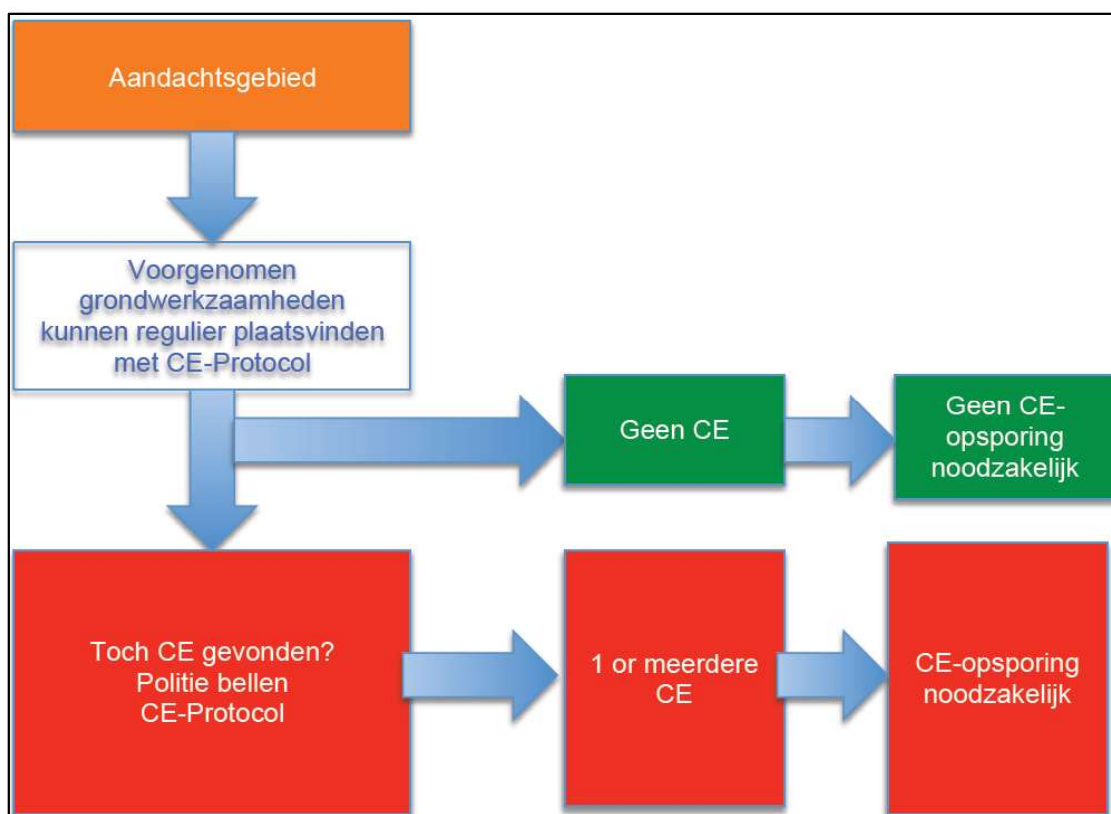 Aandachtsgebied
Voorgenomen
grondwerkzaamheden
kunnen regulier plaatsvinden
met CE-Protocol
Geen CE
Geen CE-
opsporing
noodzakelijk
Toch CE gevonden?
Politie bellen
CE-Protocol
1 or meerdere
CE
CE-opsporing
noodzakelijk